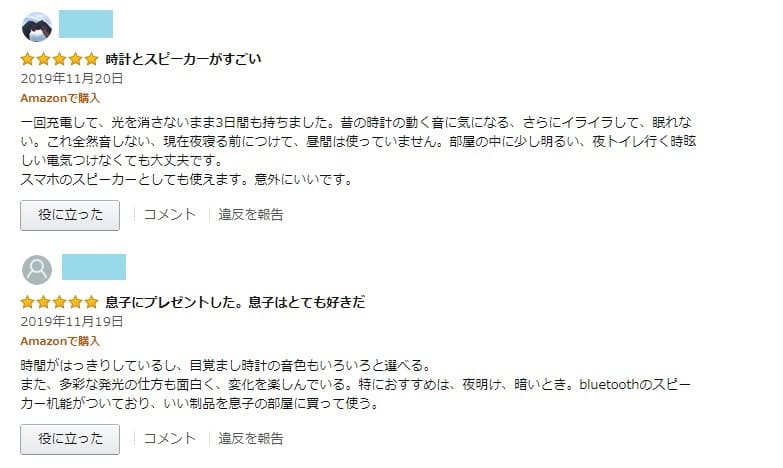 時計とスピーカーがすごい
2019年11月20日
Amazonで購入
一回充電して、光を消さないまま3日間も持ちました。昔の時計の動く音に気になる、さらにイライラして、眠れな
い。これ全然音しない、現在夜寝る前につけて、昼間は使っていません。部屋の中に少し明るい、夜トイレ行く時眩
しい電気つけなくても大丈夫です。
スマホのスピーカーとしても使えます。意外にいいです。
役に立った コメント 違反を報告
息子にプレゼントした。息子はとても好きだ
2019年11月19日
Amazonで購入
時間がはっきりしているし、目覚まし時計の音色もいろいろと選べる。
また、多彩な発光の仕方も面白く、変化を楽しんでいる。特におすすめは、夜明け、暗いとき。bluetoothのスピー
カー机能がついており、いい制品を息子の部屋に買って使う。
役に立った コメント 違反を報告